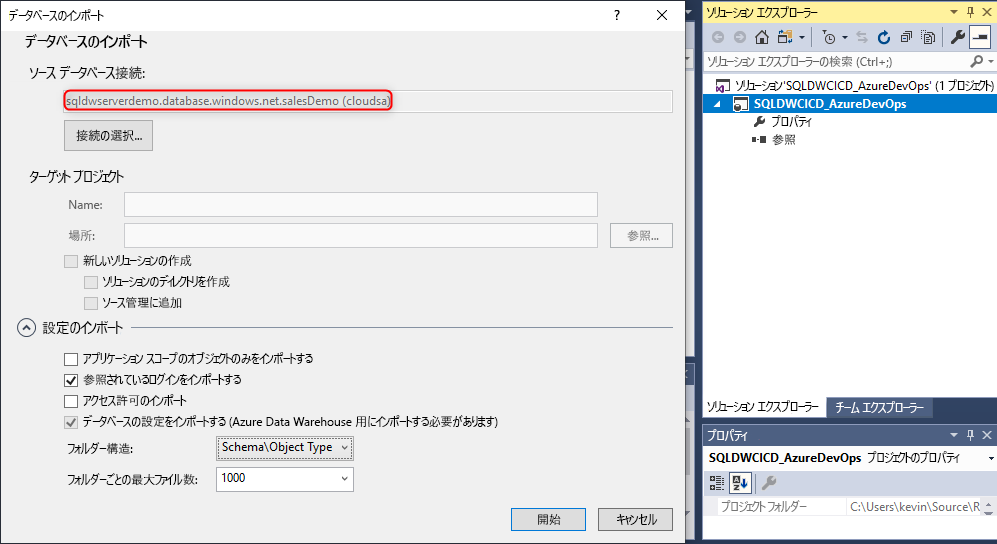 データベースのインポート
?
データベースのインポート
ソース データベース接続:
sqldwserverdemo.database.windows.net.salesDemo (cloudsa)
接続の選択...
ターゲット プロジェクト
Name:
場所:
参照...
新しいソリューションの作成
ソリューションのディレクトリを作成
ソース管理に追加
設定のインポート
アプリケーション スコープのオブジェクトのみをインポートする
参照されているログインをインポートする
アクセス許可のインポート
データベースの設定をインポートする (Azure Data Warehouse 用にインポートする必要があります)
フォルダー構造:
Schema\Object Type
フォルダーごとの最大ファイル数:
1000
開始
キャンセル
ソリューション エクスプローラー
ソリューション エクスプローラーの検索 (Ctrl+;)
ソリューション'SQLDWCICD_AzureDevOps' (1 プロジェクト)
SQLDWCICD_AzureDevOps
プロパティ
参照
ソリューション エクスプローラー
チーム エクスプローラー
プロパティ
SQLDWCICD_AzureDevOps プロジェクトのプロパティ
プロジェクト フォルダー
C:\Users\kevin\Source\R